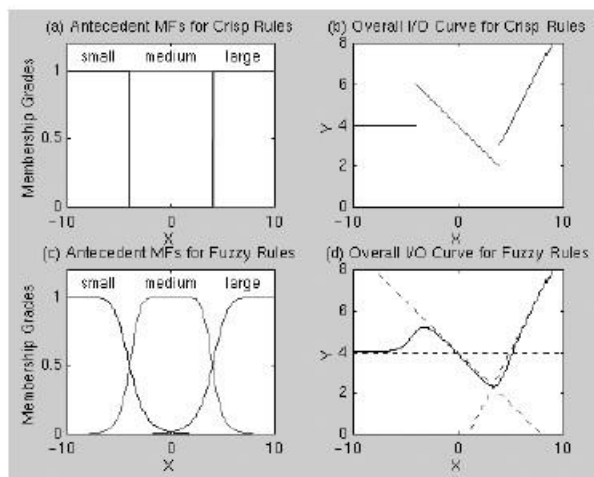 (a) Antecedent MFs for Crisp Rules
small medium large
1
0.5
0
Membership Grades
-10 0 10
X
(b) Overall I/O Curve for Crisp Rules
8
6
4
2
0
Y
-10 0 10
X
(c) Antecedent MFs for Fuzzy Rules
small medium large
1
0.5
0
Membership Grades
-10 0 10
X
(d) Overall I/O Curve for Fuzzy Rules
8
6
4
2
0
Y
-10 0 10
X